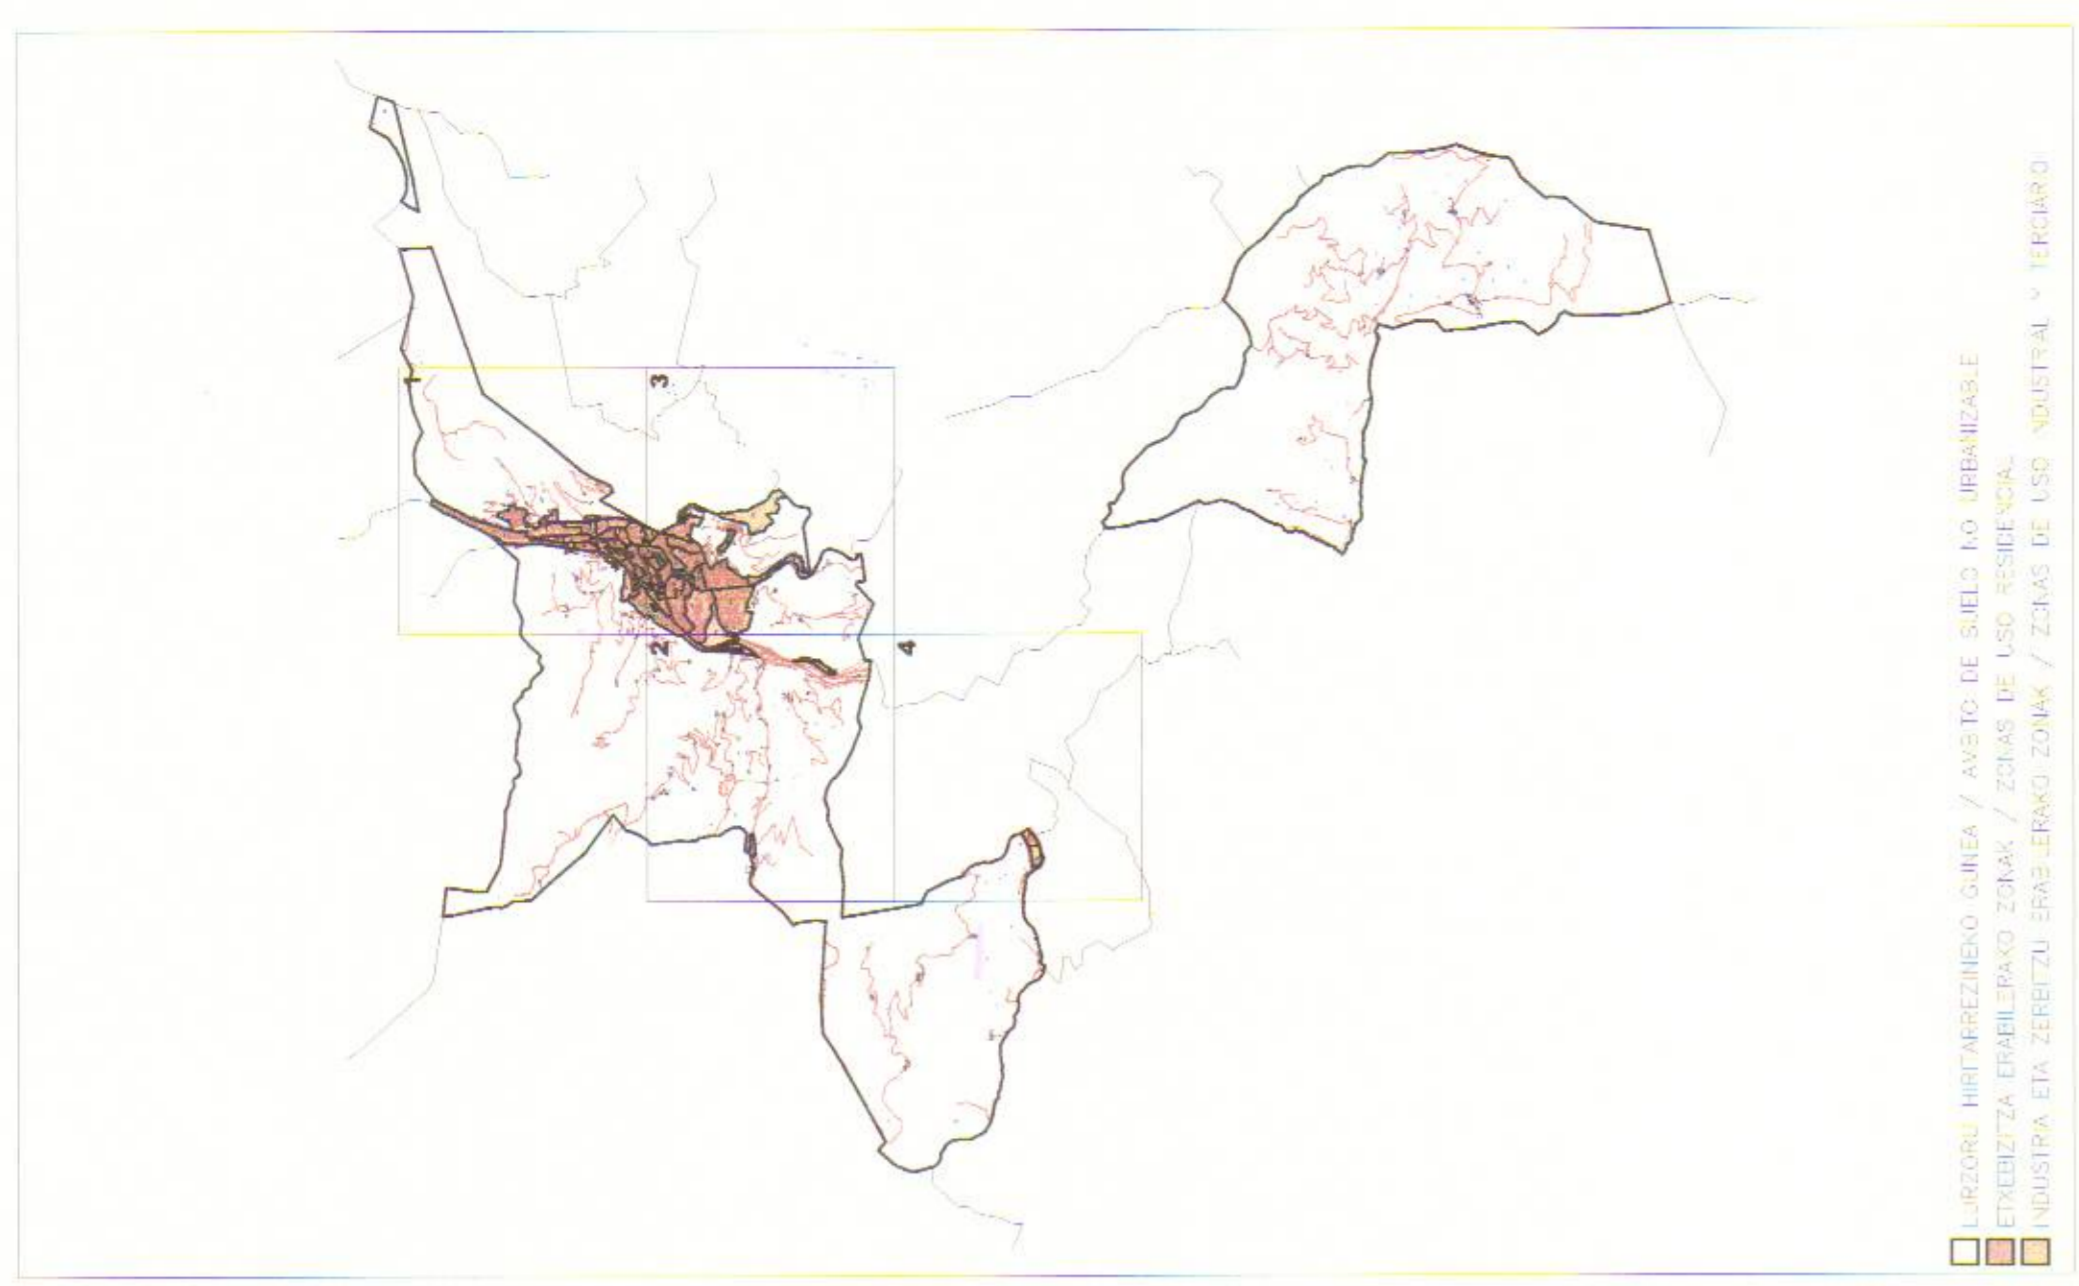 1
3
2
4
LURZORU HIRITARREZINEKO GUNEA / AMBITO DE SUELO NO URBANIZABLE
ETXEBIZITZA ERABILERAKO ZONAK / ZONAS DE USO RESIDENCIAL
INDUSTRIA ETA ZERBITZU ERABILERAKO ZONAK / ZONAS DE USO INDUSTRIAL Y TERCIARIO